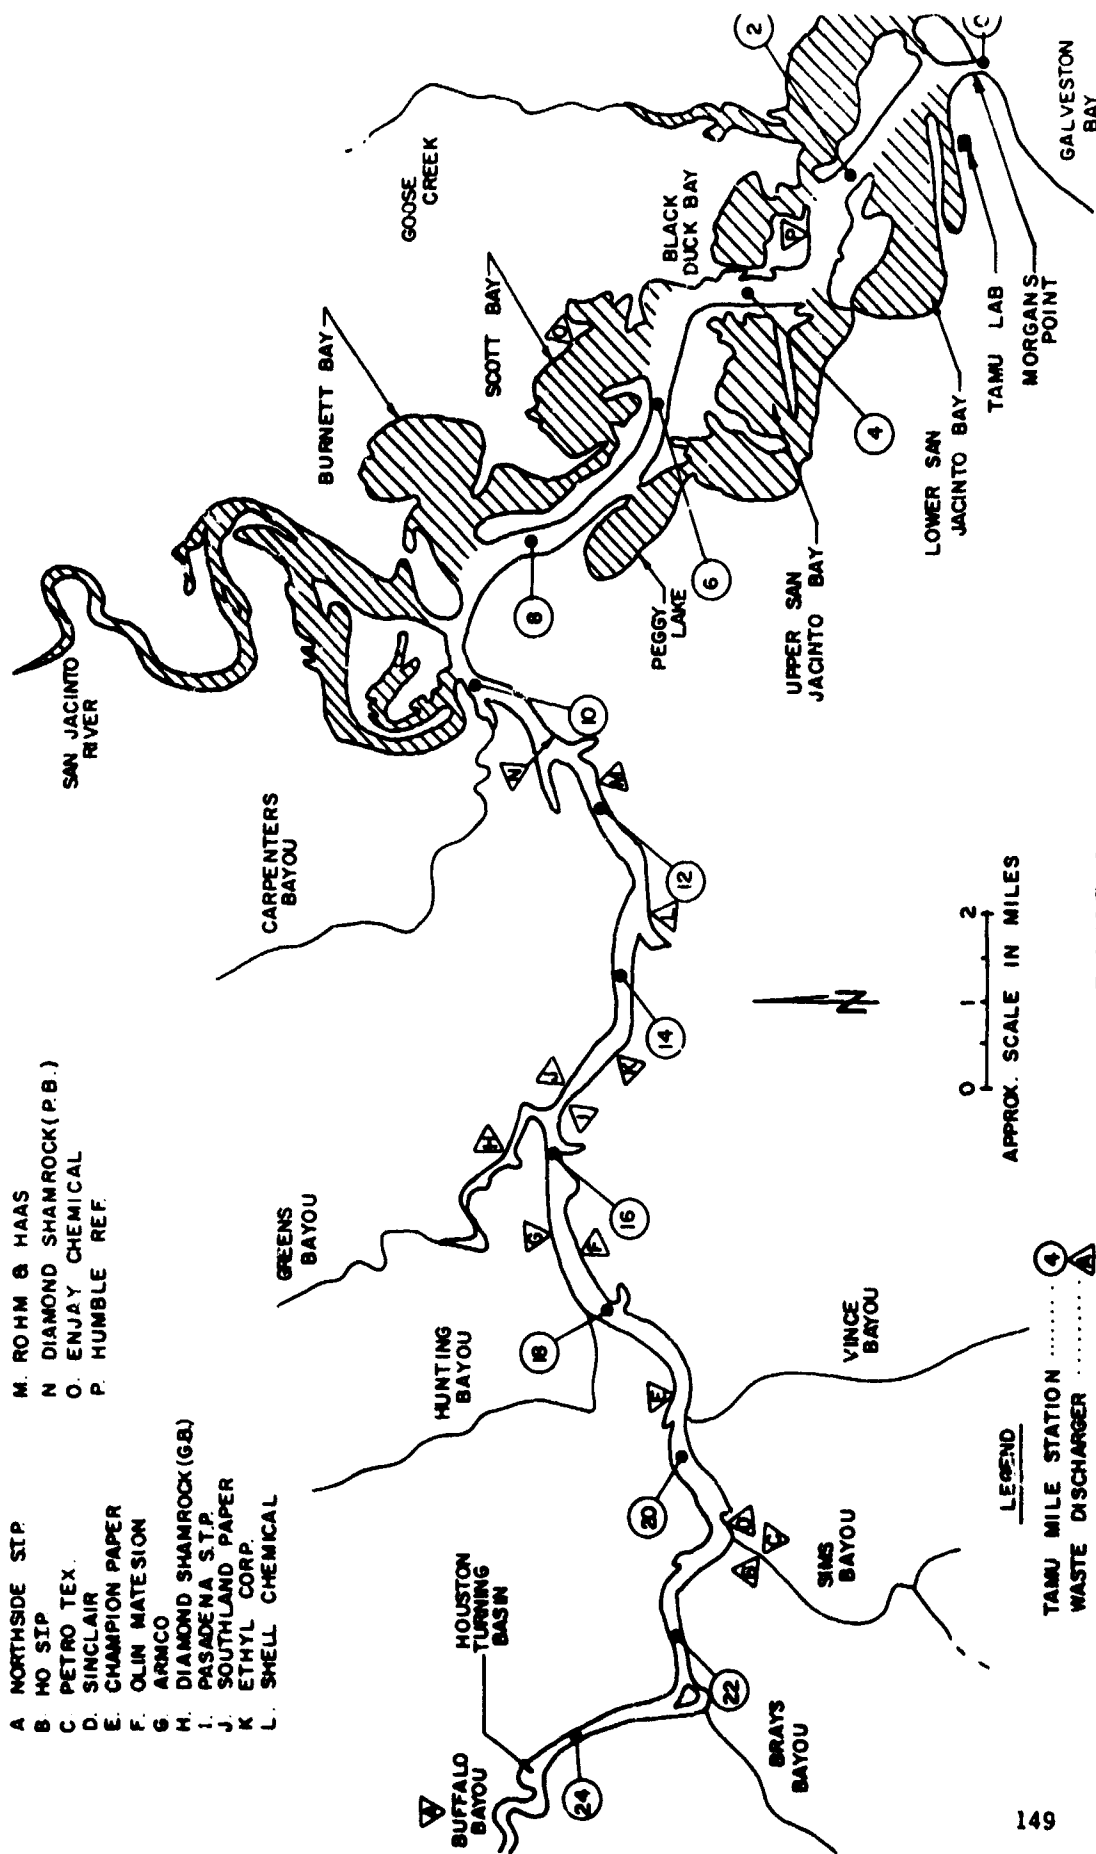 A NORTHSIDE S.T.P.
B. HO STP
C. PETRO TEX.
D. SINCLAIR
E. CHAMPION PAPER
F. OLIN MATESION
G. ARMCO
H. DIAMOND SHAMROCK (G.B.)
I. PASADENA S.T.P.
J. SOUTHLAND PAPER
K ETHYL CORP.
L. SHELL CHEMICAL
M. ROHM & HAAS
N DIAMOND SHAMROCK (P.B.)
O. ENJAY CHEMICAL
P. HUMBLE REF.
SAN JACINTO
RIVER
BURNETT BAY
SCOTT BAY
GOOSE
CREEK
BLACK
DUCK BAY
CARPENTERS
BAYOU
GREENS
BAYOU
HUNTING
BAYOU
HOUSTON
TURNING
BASIN
BUFFALO
BAYOU
BRAYS
BAYOU
SIMS
BAYOU
VINCE
BAYOU
PEGGY
LAKE
UPPER SAN
JACINTO BAY
LOWER SAN
JACINTO BAY
TAMU LAB
MORGANS
POINT
GALVESTON
BAY
A
B
C
D
E
F
G
H
I
J
K
L
M
N
O
P
24
22
20
18
16
14
12
10
8
6
4
2
0
N
0 1 2
APPROX. SCALE IN MILES
LEGEND
TAMU MILE STATION ........ 4
WASTE DISCHARGER ........ A
149